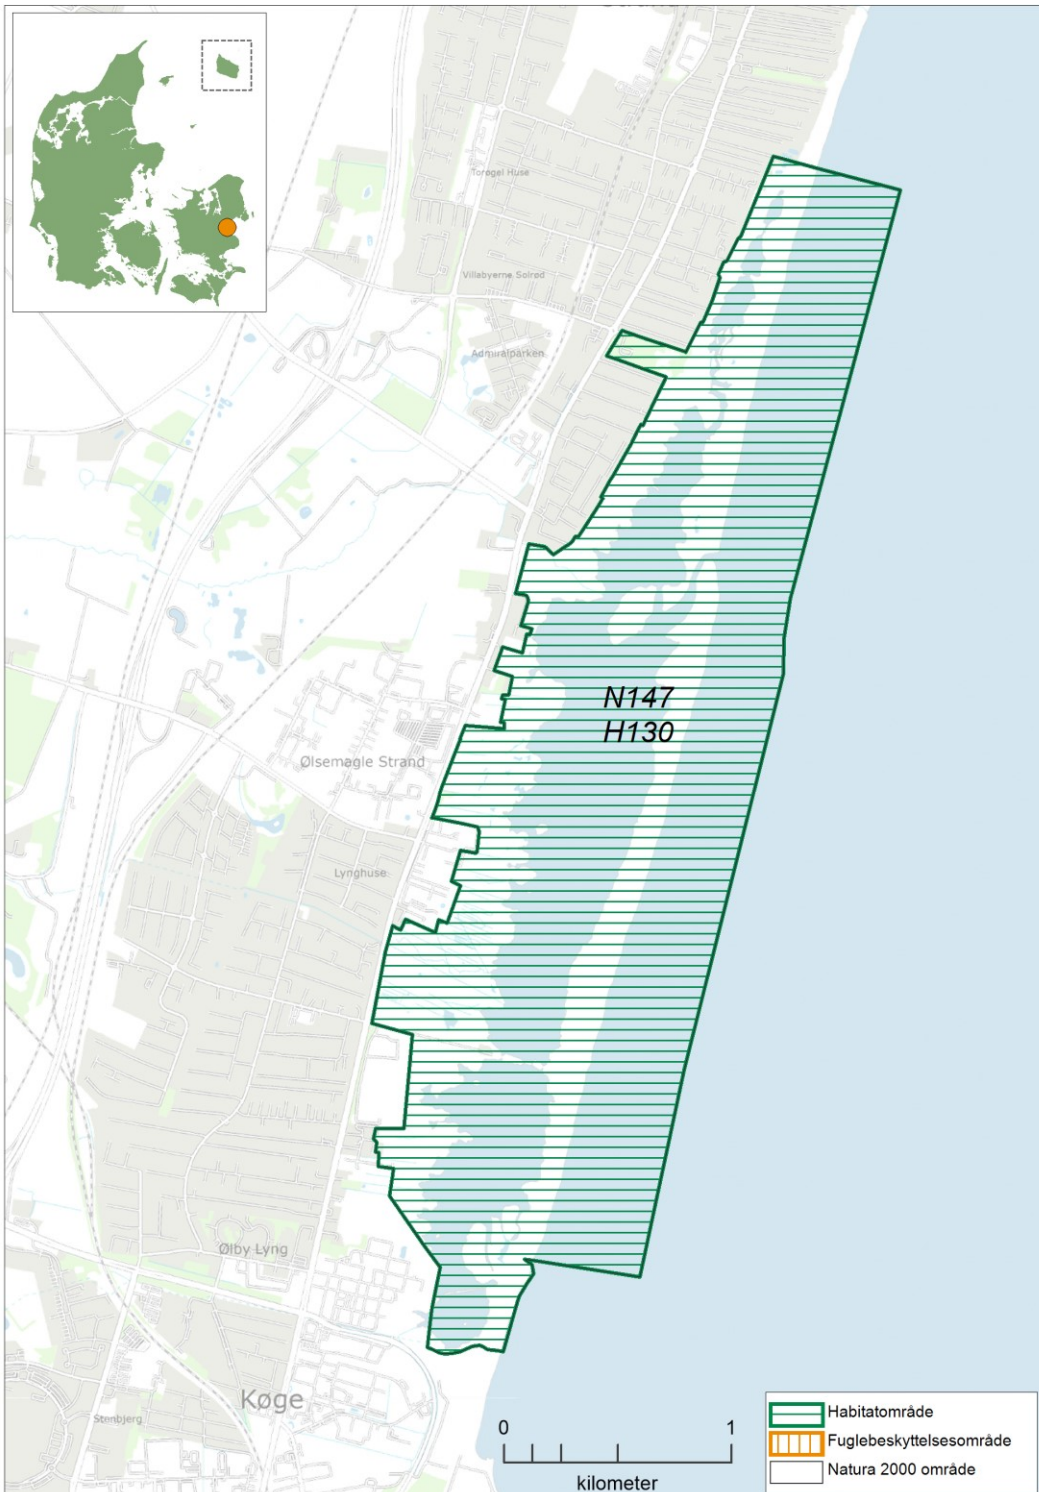 Torøgel Huse
Villabyerne Solrød
Admiralparken
N147
H130
Ølsemagle Strand
Lynghuse
Ølby Lyng
Køge
Stenbjerg
0 1
kilometer
Habitatområde
Fuglebeskyttelsesområde
Natura 2000 område